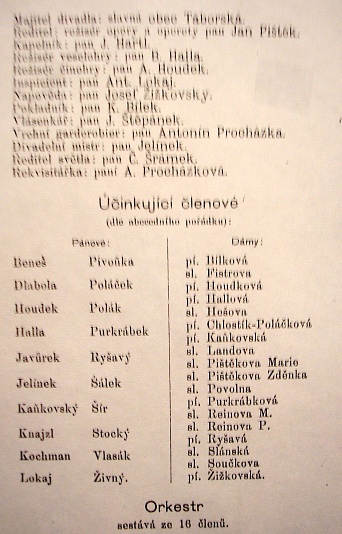 Majitel divadla: slavná obec Táborská.
Ředitel: režisér opery a operety pan Jan Pištěk.
Kapelník: pan J. Hartl.
Režisér veselohry: pan B. Halla.
Režisér činohry: pan A. Houdek.
Inspicient: pan Ant. Lokaj.
Napověda: pan Josef Žižkovský.
Pokladník: pan K. Bílek.
Vlásenkář: pan J. Štěpánek.
Vrchní garderobier: pan Antonín Procházka.
Divadelní mistr: pan Jelínek.
Ředitel světla: pan Č. Šrámek.
Rekvisitářka: paní A. Procházková.
Účinkující členové
(dle abecedního pořádku):
Pánové:
Beneš Pivoňka
Dlabola Poláček
Houdek Polák
Halla Purkrábek
Javůrek Ryšavý
Jelínek Šálek
Kaňkovský Šír
Knajzl Stocký
Kochman Vlasák
Lokaj Živný.
Dámy:
pí. Bílková
sl. Fistrova
pí. Houdková
pí. Hallová
sl. Hošova
pí. Chlostík-Poláčková
pí. Kaňkovská
sl. Landova
sl. Pištěkova Marie
sl. Pištěkova Zděnka
sl. Povolna
pí. Purkrábková
sl. Reinova M.
sl. Reinova P.
pí. Ryšavá
sl. Slánská
sl. Součkova
pí. Žižkovská.
Orkestr
sestává ze 16 členů.